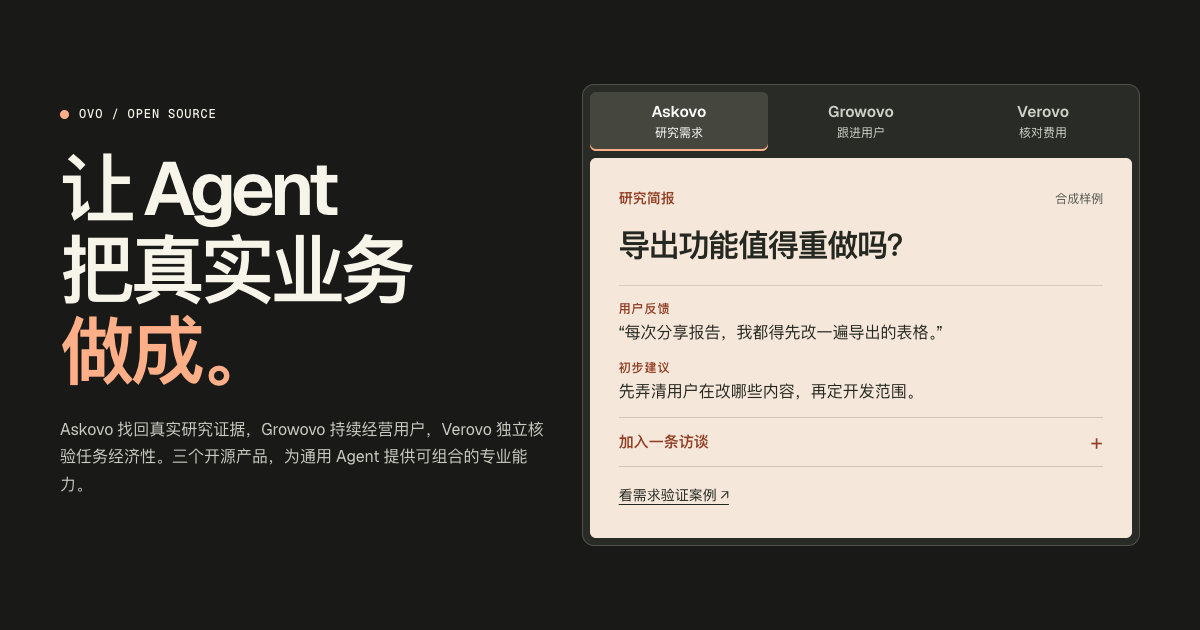 OVO / OPEN SOURCE
让 Agent
把真实业务
做成。
Askovo 找回真实研究证据，Growovo 持续经营用户，Verovo 独立核
验任务经济性。三个开源产品，为通用 Agent 提供可组合的专业能
力。
Askovo
研究需求
Growovo
跟进用户
Verovo
核对费用
研究简报
合成样例
导出功能值得重做吗?
用户反馈
“每次分享报告，我都得先改一遍导出的表格。”
初步建议
先弄清用户在改哪些内容，再定开发范围。
加入一条访谈 +
看需求验证案例 ↗